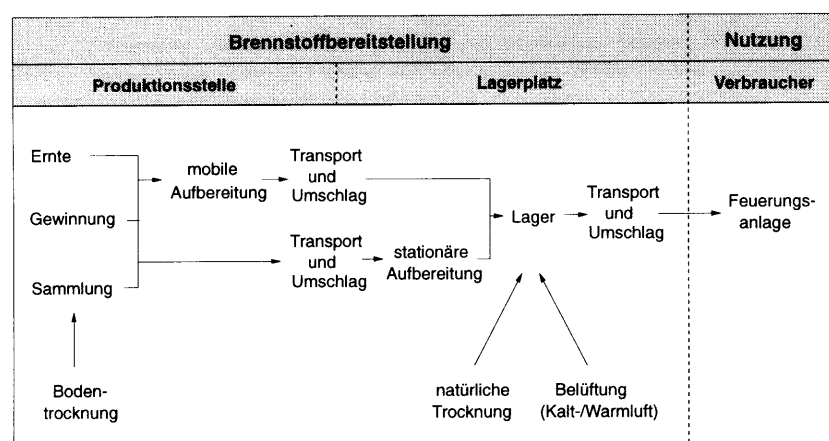 Brennstoffbereitstellung
Nutzung
Produktionsstelle
Lagerplatz
Verbraucher
Ernte
Gewinnung
Sammlung
mobile
Aufbereitung
Transport
und
Umschlag
Transport
und
Umschlag
stationäre
Aufbereitung
Lager
Transport
und
Umschlag
Feuerungs-
anlage
Boden-
trocknung
natürliche
Trocknung
Belüftung
(Kalt-/Warmluft)